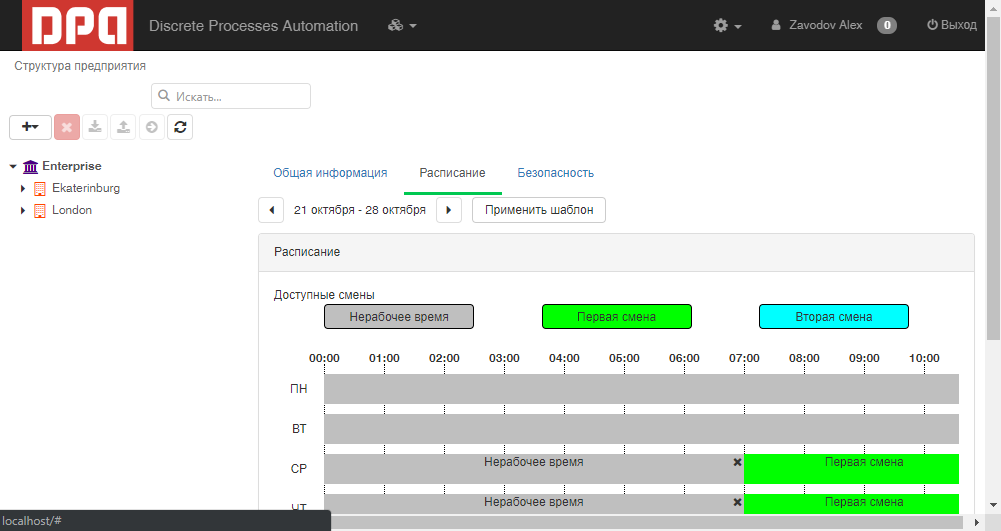 DPA Discrete Processes Automation Zavodov Alex 0 Выход
Структура предприятия
Искать...
Enterprise
Ekaterinburg
London
Общая информация Расписание Безопасность
21 октября - 28 октября Применить шаблон
Расписание
Доступные смены
Нерабочее время Первая смена Вторая смена
00:00 01:00 02:00 03:00 04:00 05:00 06:00 07:00 08:00 09:00 10:00
ПН
ВТ
СР Нерабочее время Первая смена
ЧТ Нерабочее время Первая смена
localhost/#